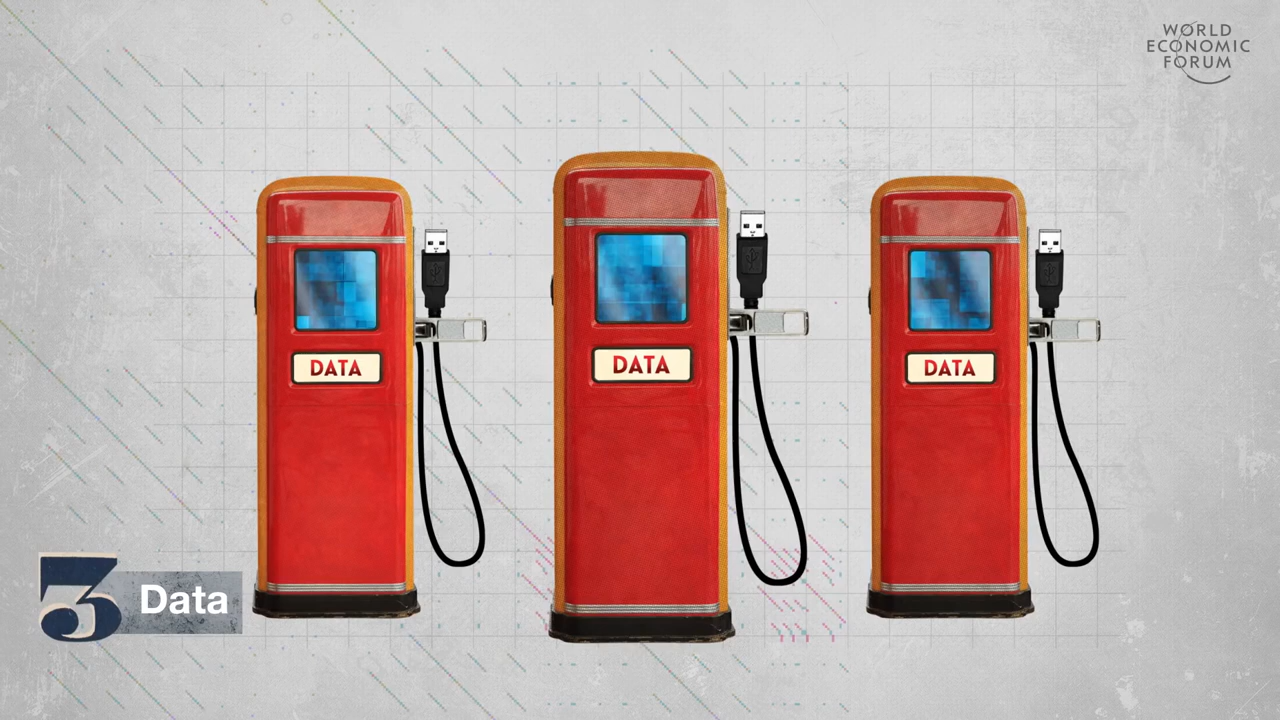 WORLD
ECONOMIC
FORUM
DATA
DATA
DATA
3 Data